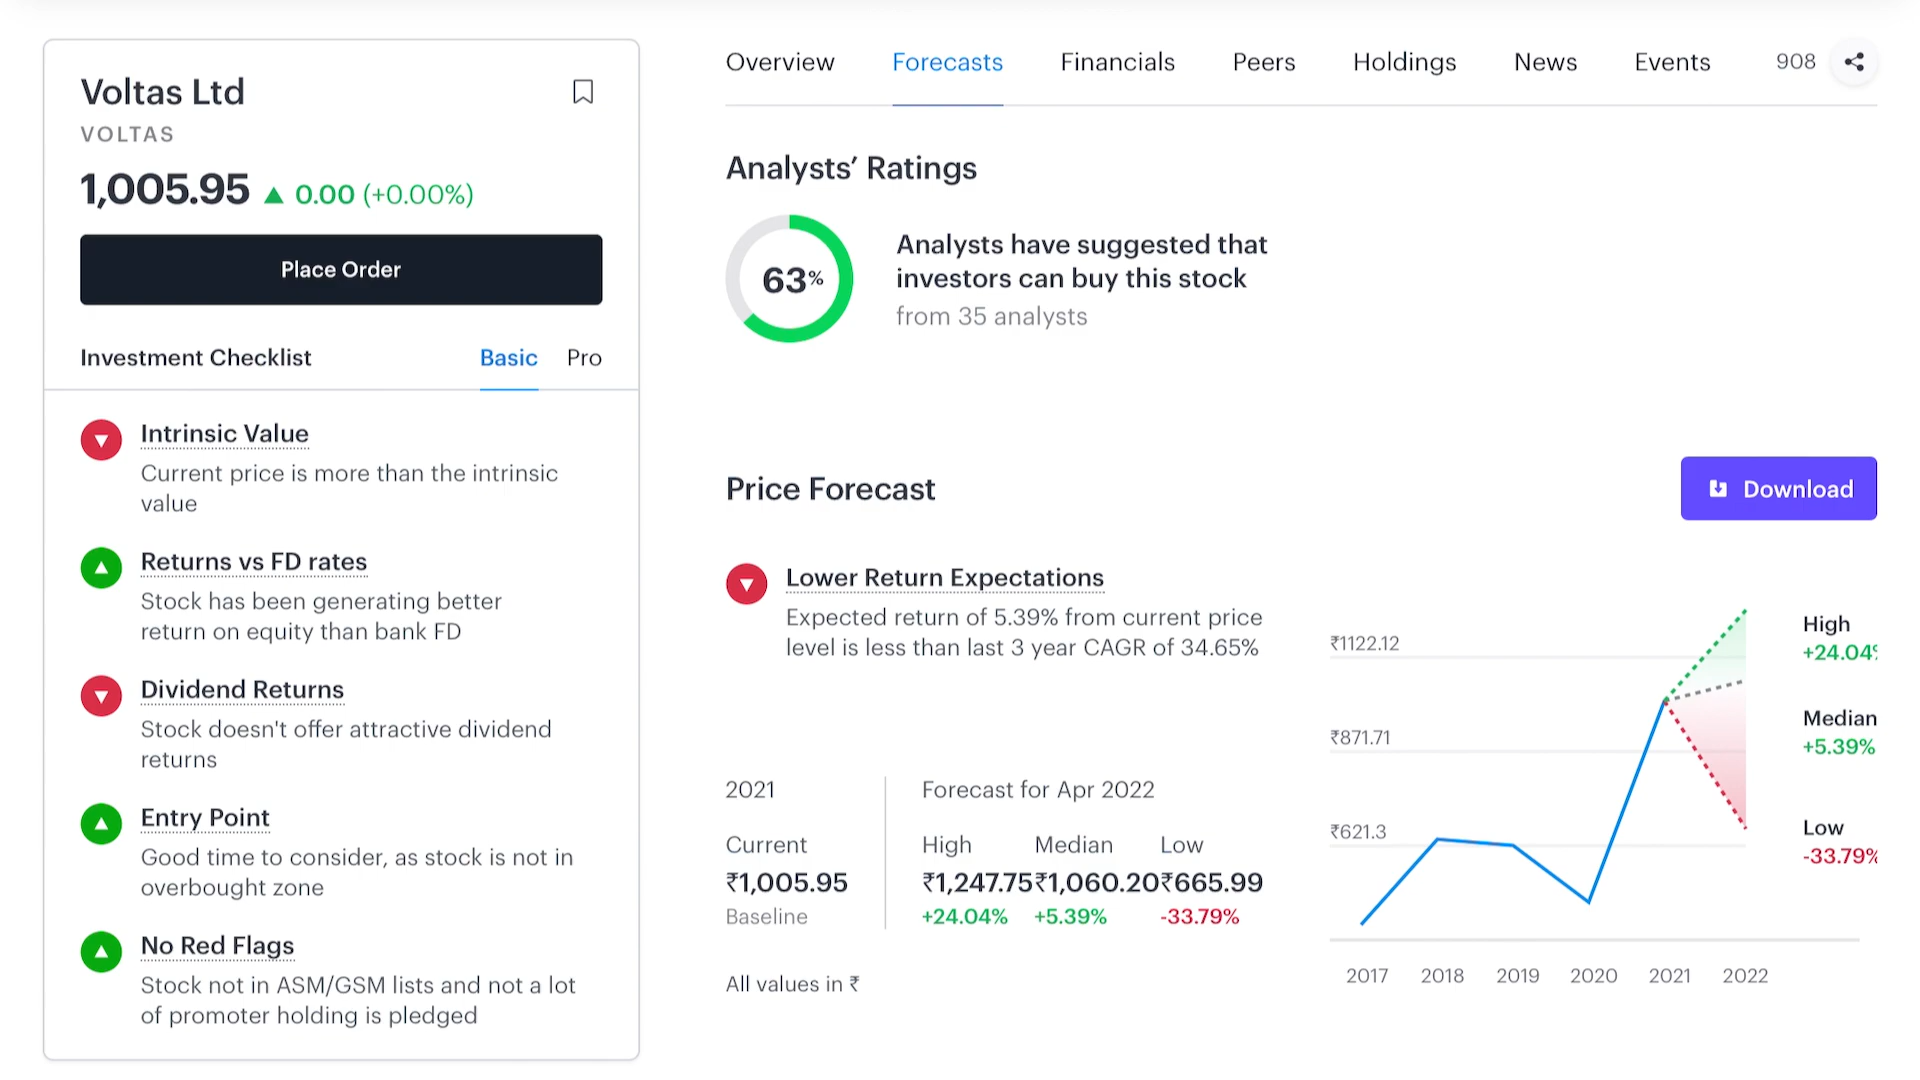 Voltas Ltd
VOLTAS
1,005.95 ▲ 0.00 (+0.00%)
Place Order
Investment Checklist Basic Pro
Intrinsic Value
Current price is more than the intrinsic
value
Returns vs FD rates
Stock has been generating better
return on equity than bank FD
Dividend Returns
Stock doesn't offer attractive dividend
returns
Entry Point
Good time to consider, as stock is not in
overbought zone
No Red Flags
Stock not in ASM/GSM lists and not a lot
of promoter holding is pledged
Overview Forecasts Financials Peers Holdings News Events 908
Analysts’ Ratings
63%
Analysts have suggested that
investors can buy this stock
from 35 analysts
Price Forecast
Download
Lower Return Expectations
Expected return of 5.39% from current price
level is less than last 3 year CAGR of 34.65%
2021
Current
₹1,005.95
Baseline
Forecast for Apr 2022
High Median Low
₹1,247.75 ₹1,060.20 ₹665.99
+24.04% +5.39% -33.79%
All values in ₹
₹1122.12
₹871.71
₹621.3
2017 2018 2019 2020 2021 2022
High
+24.04%
Median
+5.39%
Low
-33.79%